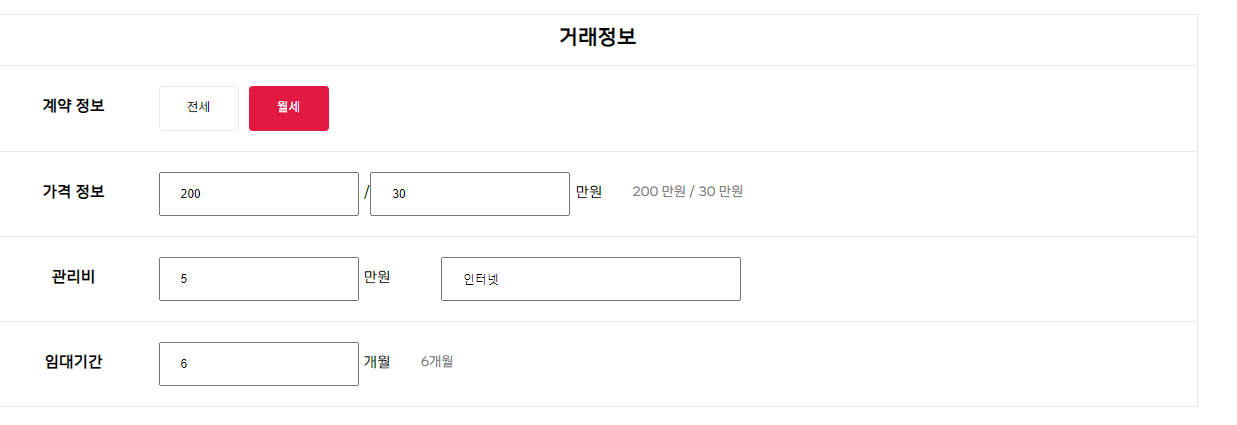 거래정보
계약 정보 전세 월세
가격 정보 200 / 30 만원 200 만원 / 30 만원
관리비 5 만원 인터넷
임대기간 6 개월 6개월